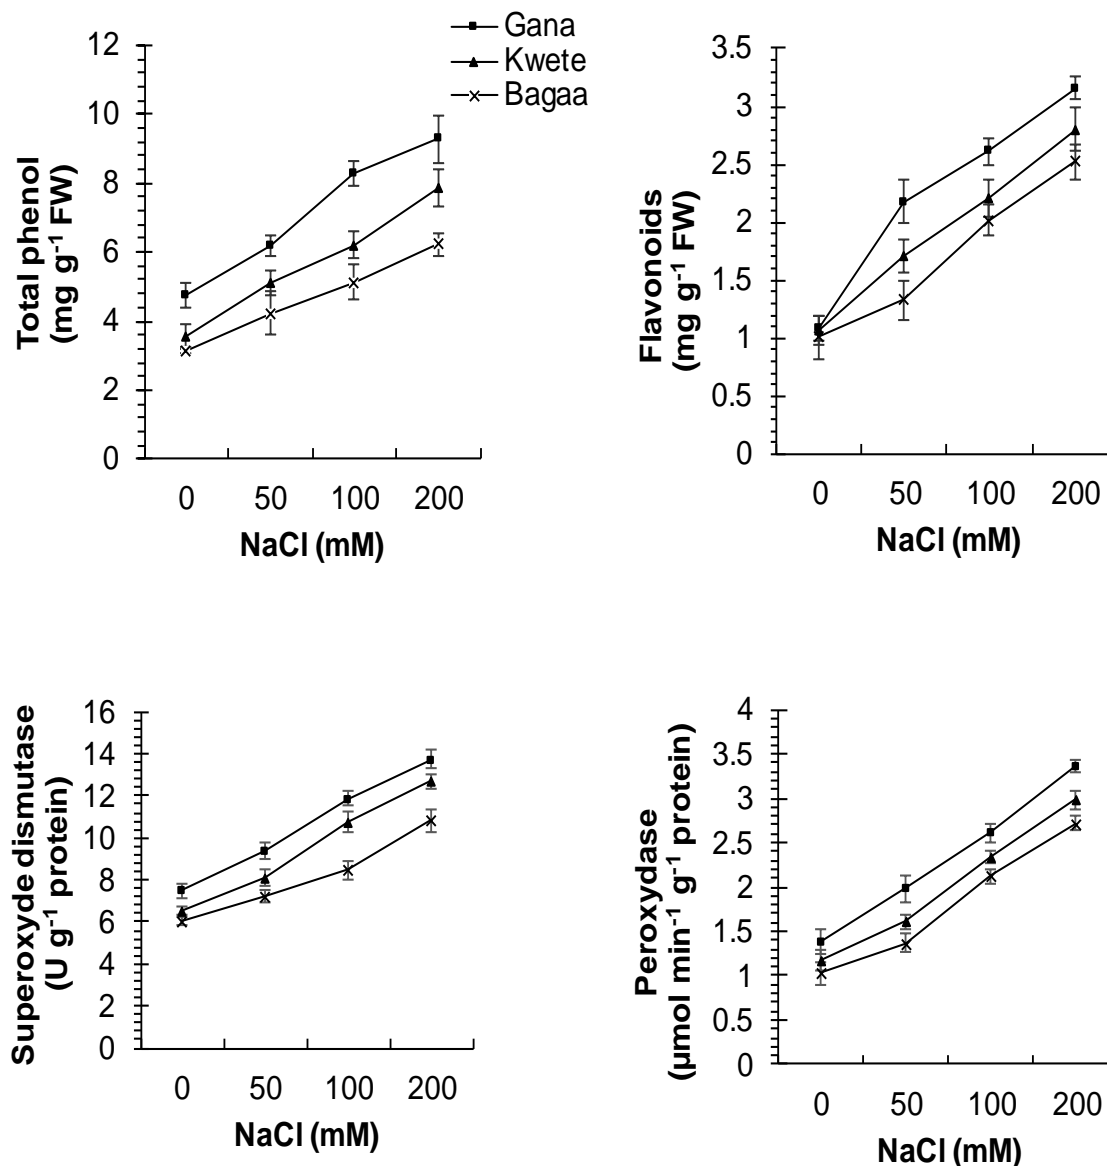 Gana
Kwete
Bagaa
12
10
8
6
4
2
0
Total phenol
(mg g⁻¹ FW)
0 50 100 200
NaCl (mM)
3.5
3
2.5
2
1.5
1
0.5
0
Flavonoids
(mg g⁻¹ FW)
0 50 100 200
NaCl (mM)
16
14
12
10
8
6
4
2
0
Superoxyde dismutase
(U g⁻¹ protein)
0 50 100 200
NaCl (mM)
4
3.5
3
2.5
2
1.5
1
0.5
0
Peroxydase
(µmol min⁻¹ g⁻¹ protein)
0 50 100 200
NaCl (mM)